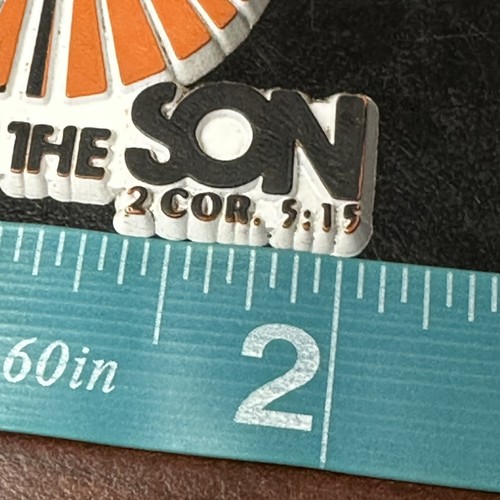 THE SON
2 COR. 5:15
60in
2